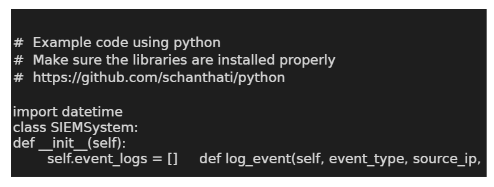 #  Example code using python
#  Make sure the libraries are installed properly
#  https://github.com/schanthati/python

import datetime
class SIEMSystem:
def __init__(self):
        self.event_logs = []     def log_event(self, event_type, source_ip,